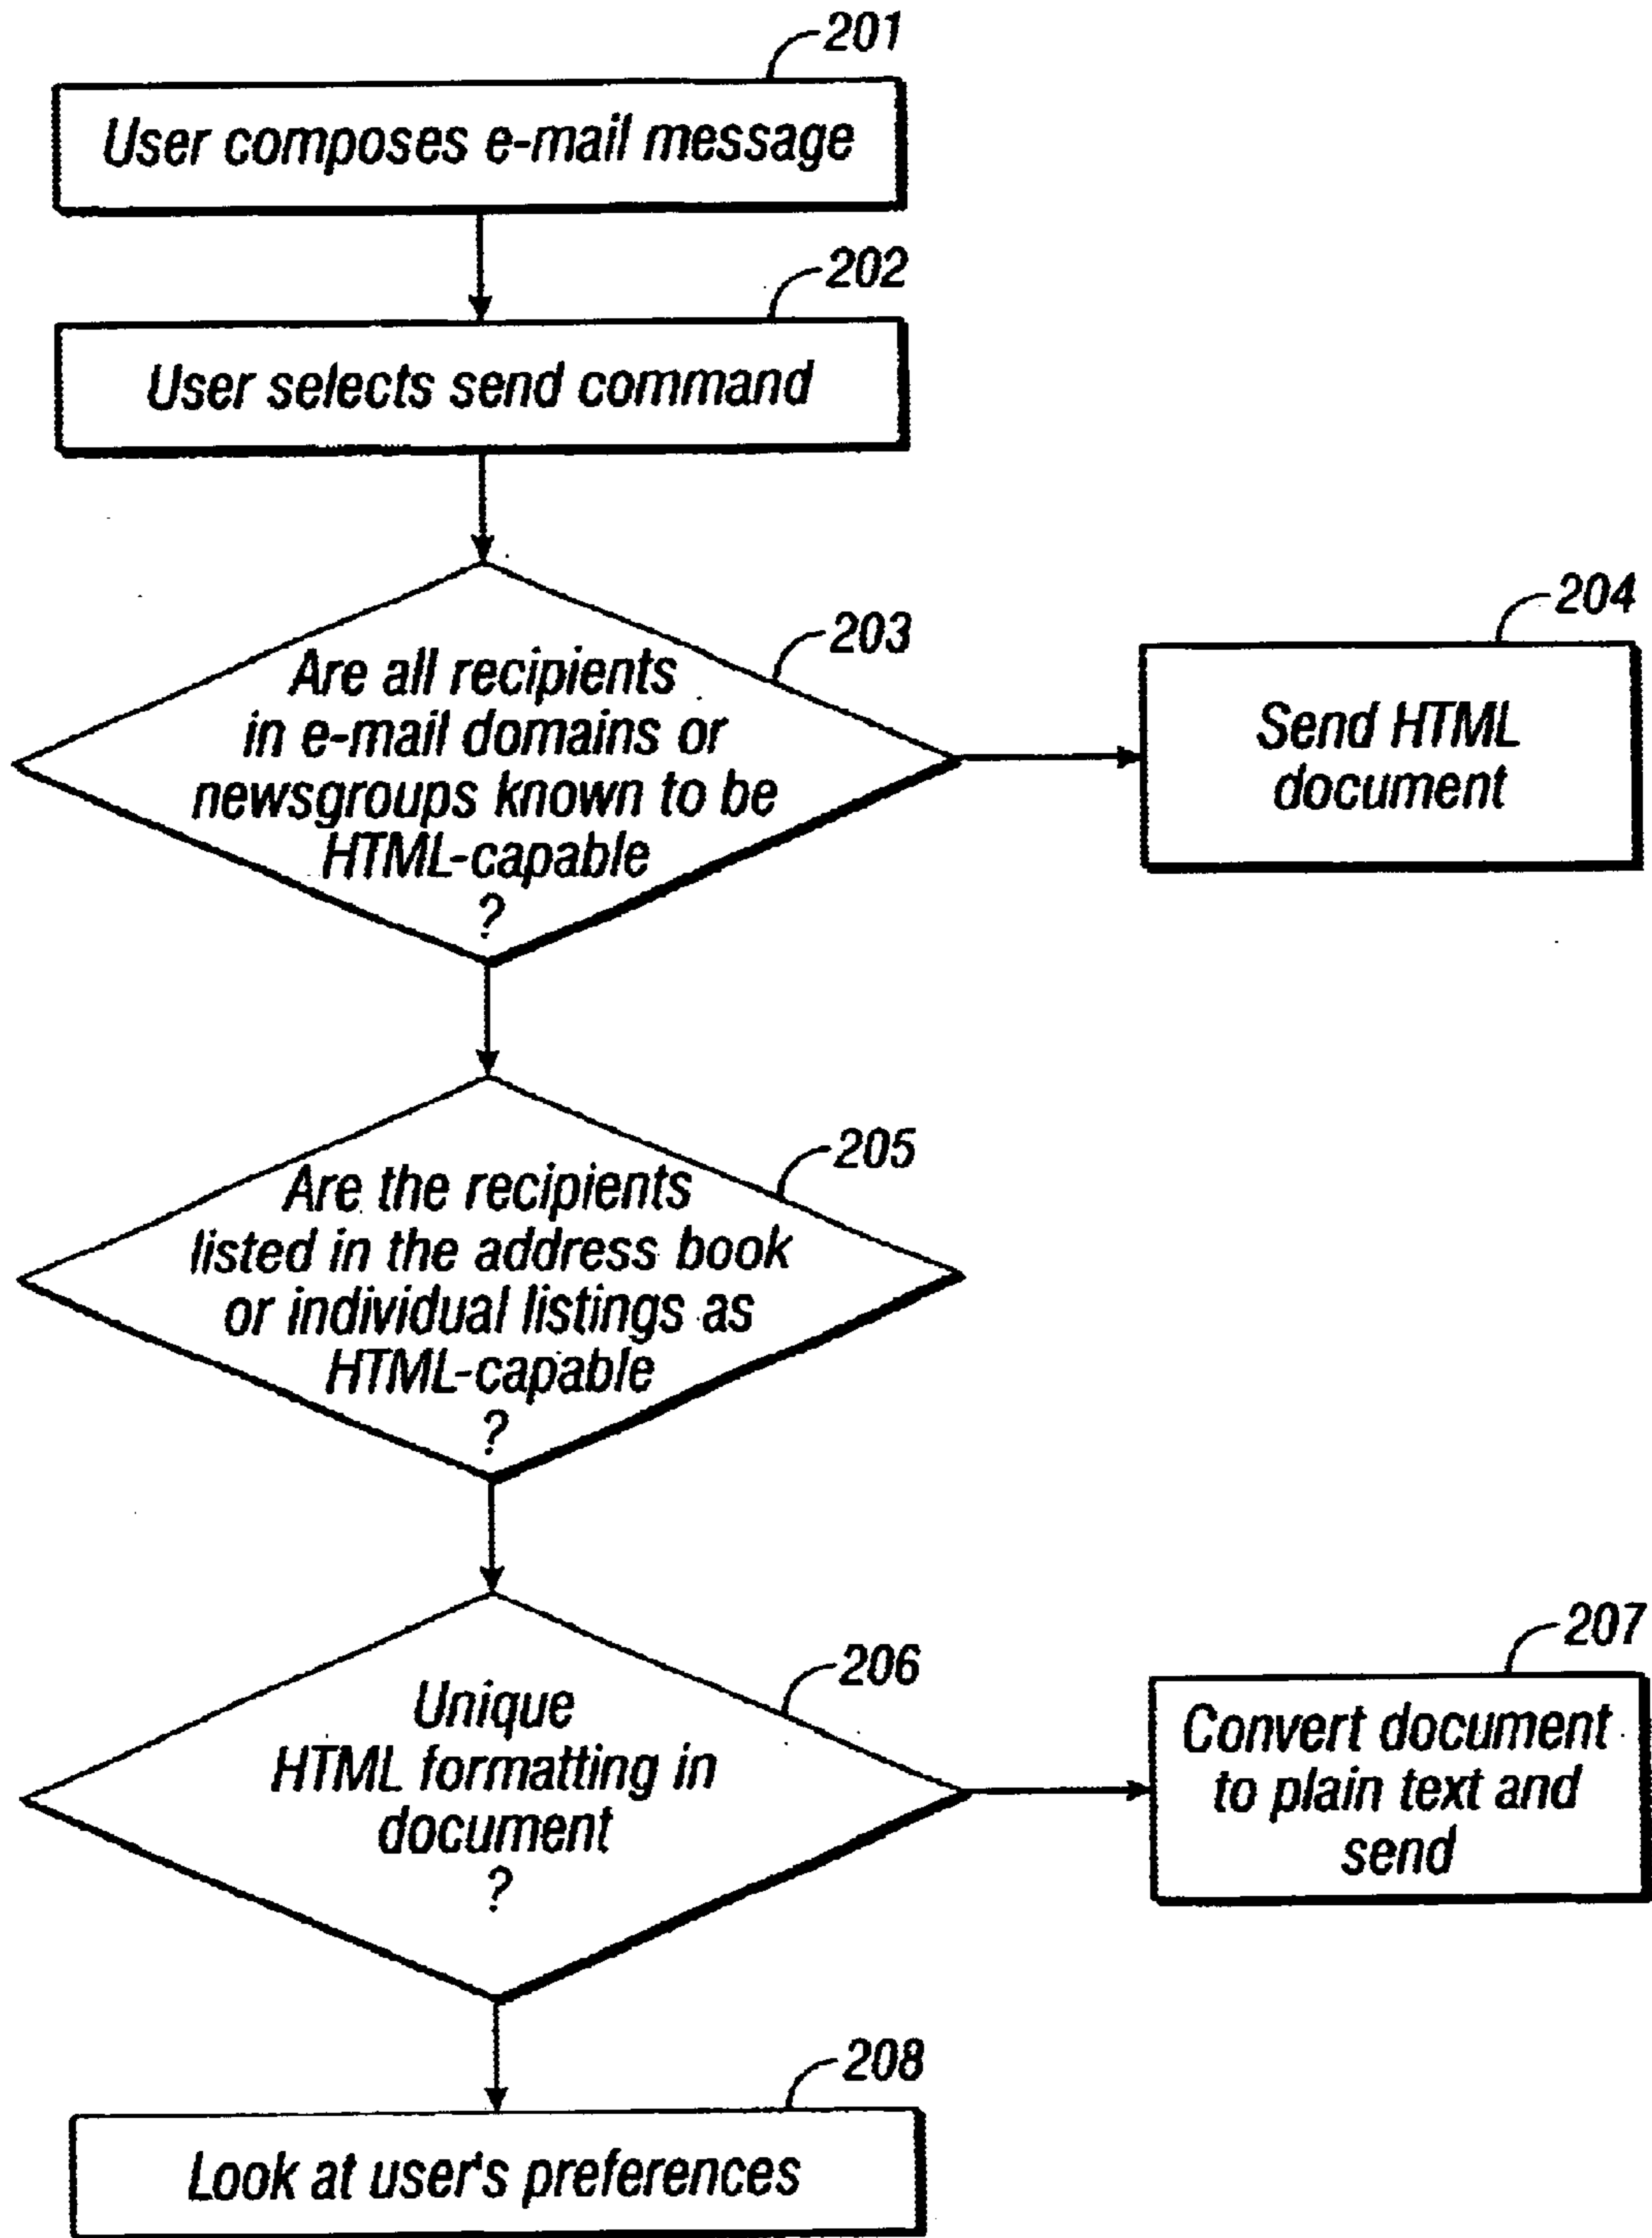 201
User composes e-mail message
202
User selects send command
203
Are all recipients
in e-mail domains or
newsgroups known to be
HTML-capable
?
204
Send HTML
document
205
Are the recipients
listed in the address book
or individual listings as
HTML-capable
?
206
Unique
HTML formatting in
document
?
207
Convert document
to plain text and
send
208
Look at user's preferences